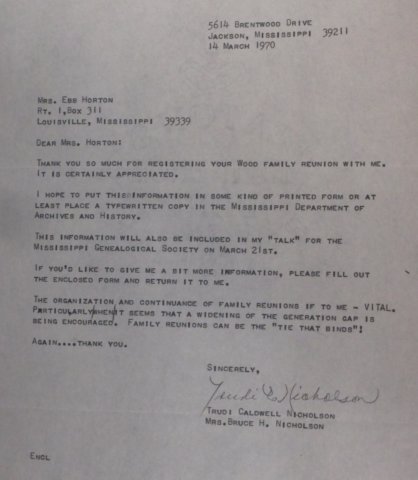 5614 Brentwood Drive
Jackson, Mississippi 39211
14 March 1970
Mrs. Ebb Horton
Rt. 1, Box 311
Louisville, Mississippi 39339
Dear Mrs. Horton:
Thank you so much for registering your Wood family reunion with me.
It is certainly appreciated.
I hope to put this information in some kind of printed form or at
least place a typewritten copy in the Mississippi Department of
Archives and History.
This information will also be included in my "talk" for the
Mississippi Genealogical Society on March 21st.
If you'd like to give me a bit more information, please fill out
the enclosed form and return it to me.
The organization and continuance of family reunions if to me - VITAL.
Particularly when it seems that a widening of the generation gap is
being encouraged. Family reunions can be the "tie that binds"!
Again....thank you.
Sincerely,
Trudi C Nicholson
Trudi Caldwell Nicholson
Mrs. Bruce H. Nicholson
Encl